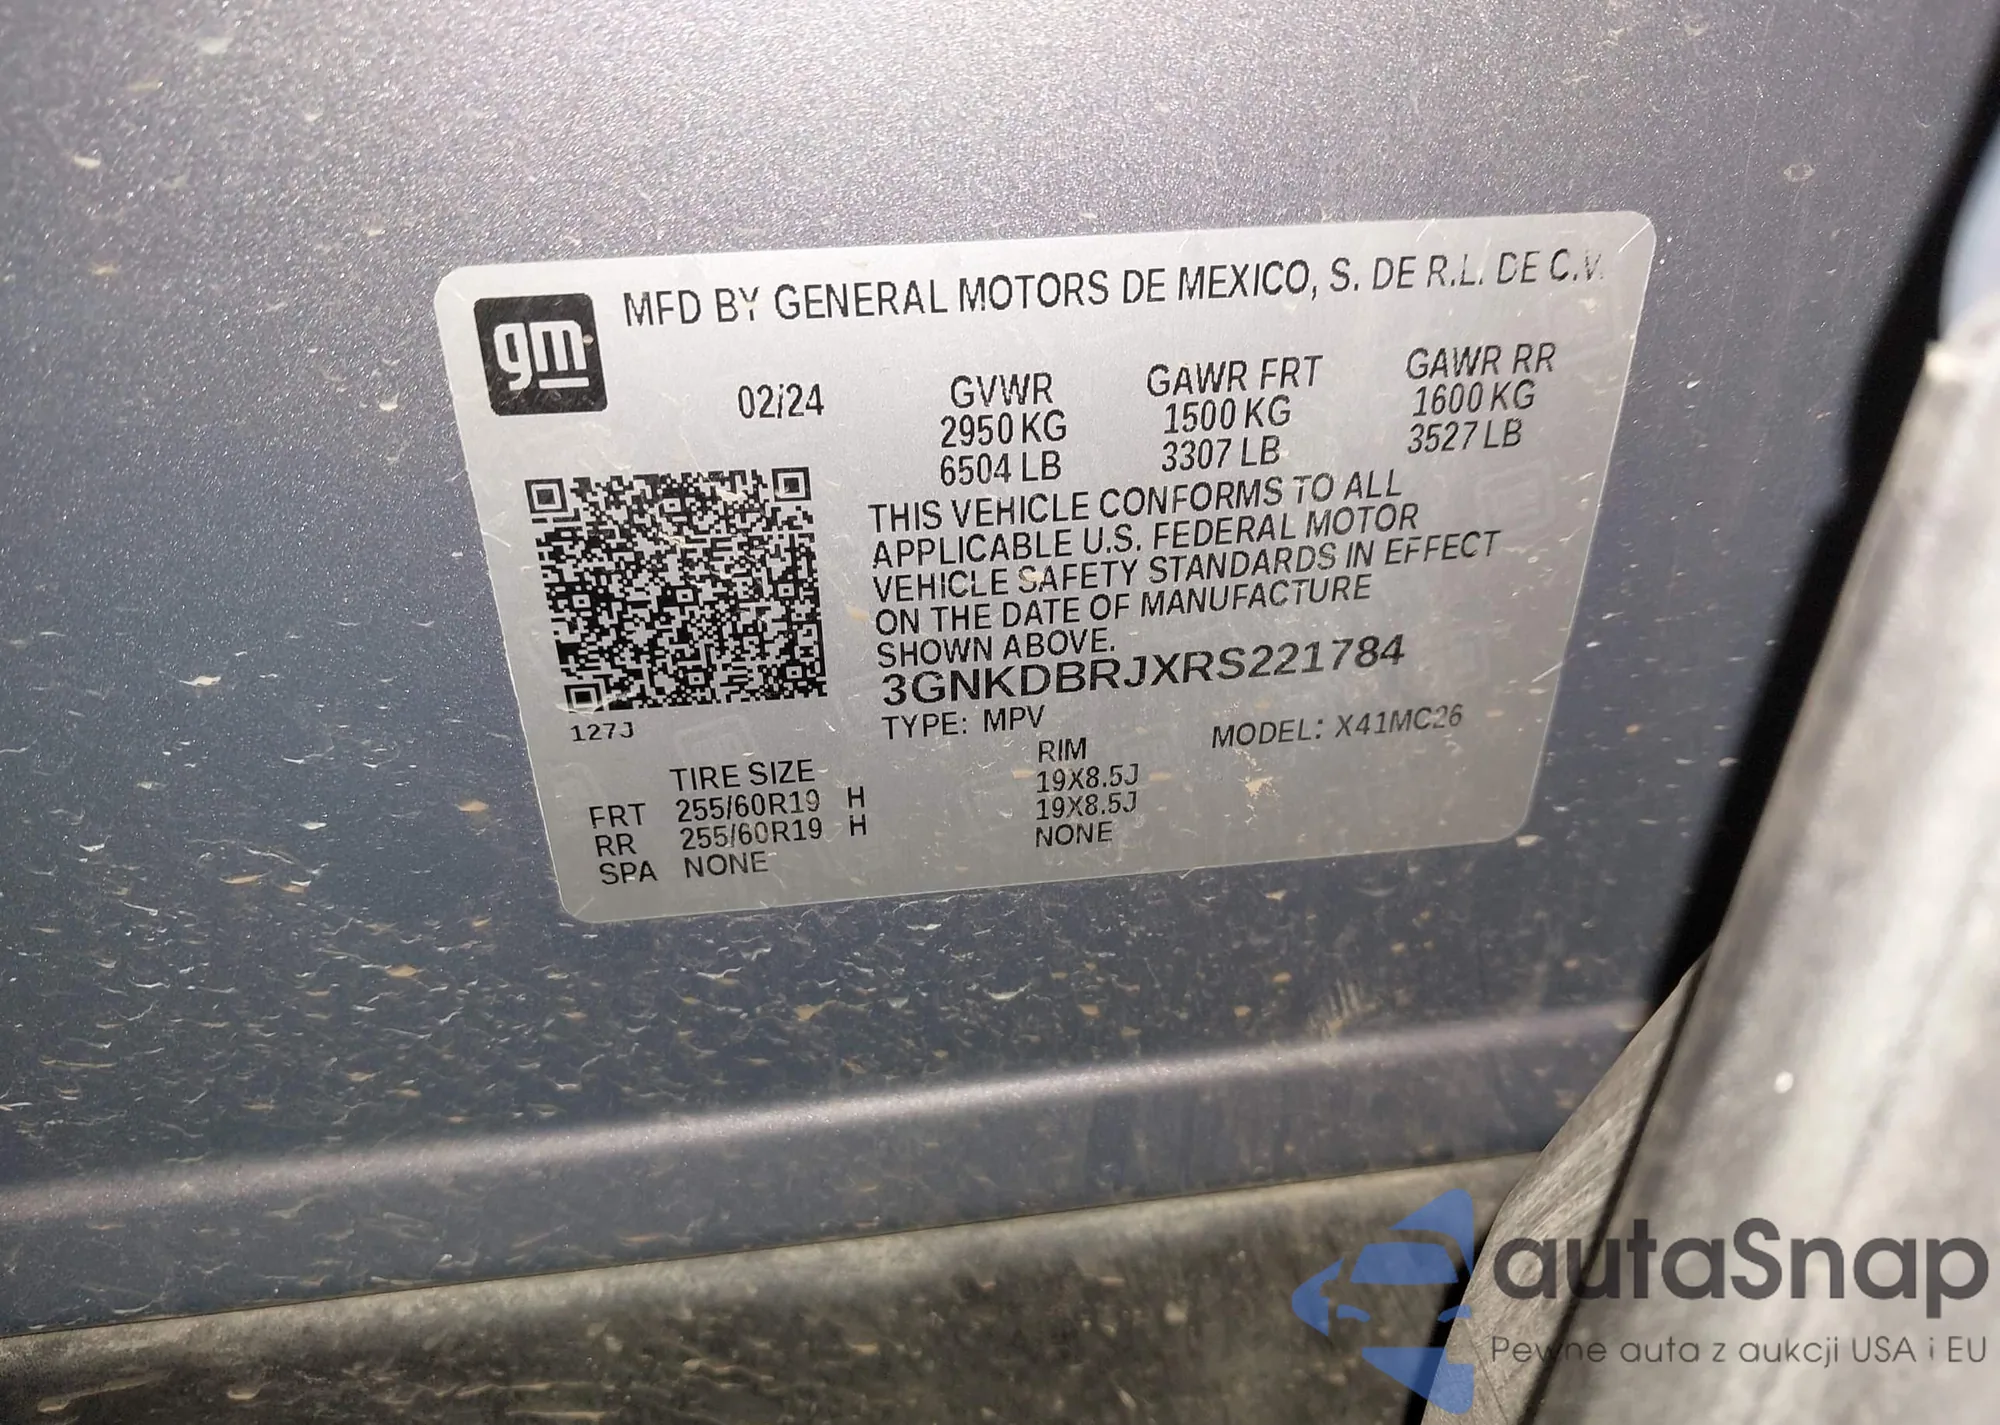 gm
MFD BY GENERAL MOTORS DE MEXICO, S. DE R.L. DE C.V.
02/24
GVWR
2950 KG
6504 LB
GAWR FRT
1500 KG
3307 LB
GAWR RR
1600 KG
3527 LB
THIS VEHICLE CONFORMS TO ALL
APPLICABLE U.S. FEDERAL MOTOR
VEHICLE SAFETY STANDARDS IN EFFECT
ON THE DATE OF MANUFACTURE
SHOWN ABOVE.
3GNKDBRJXRS221784
127J
TYPE: MPV
MODEL: X41MC26
TIRE SIZE RIM
FRT 255/60R19 H 19X8.5J
RR 255/60R19 H 19X8.5J
SPA NONE NONE
autaSnap
Pewne auta z aukcji USA i EU